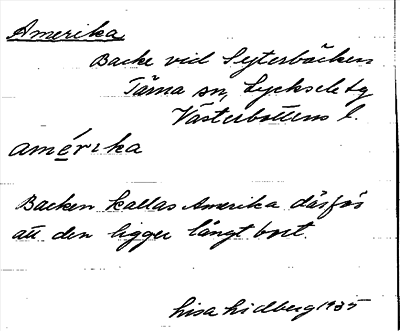 Amerika
Backe vid Sejterbäcken
Tärna sn, Lycksele lg
Västerbottens l.
amérika
Backen kallas Amerika därför
att den ligger långt bort.
Lisa Lidberg 1935